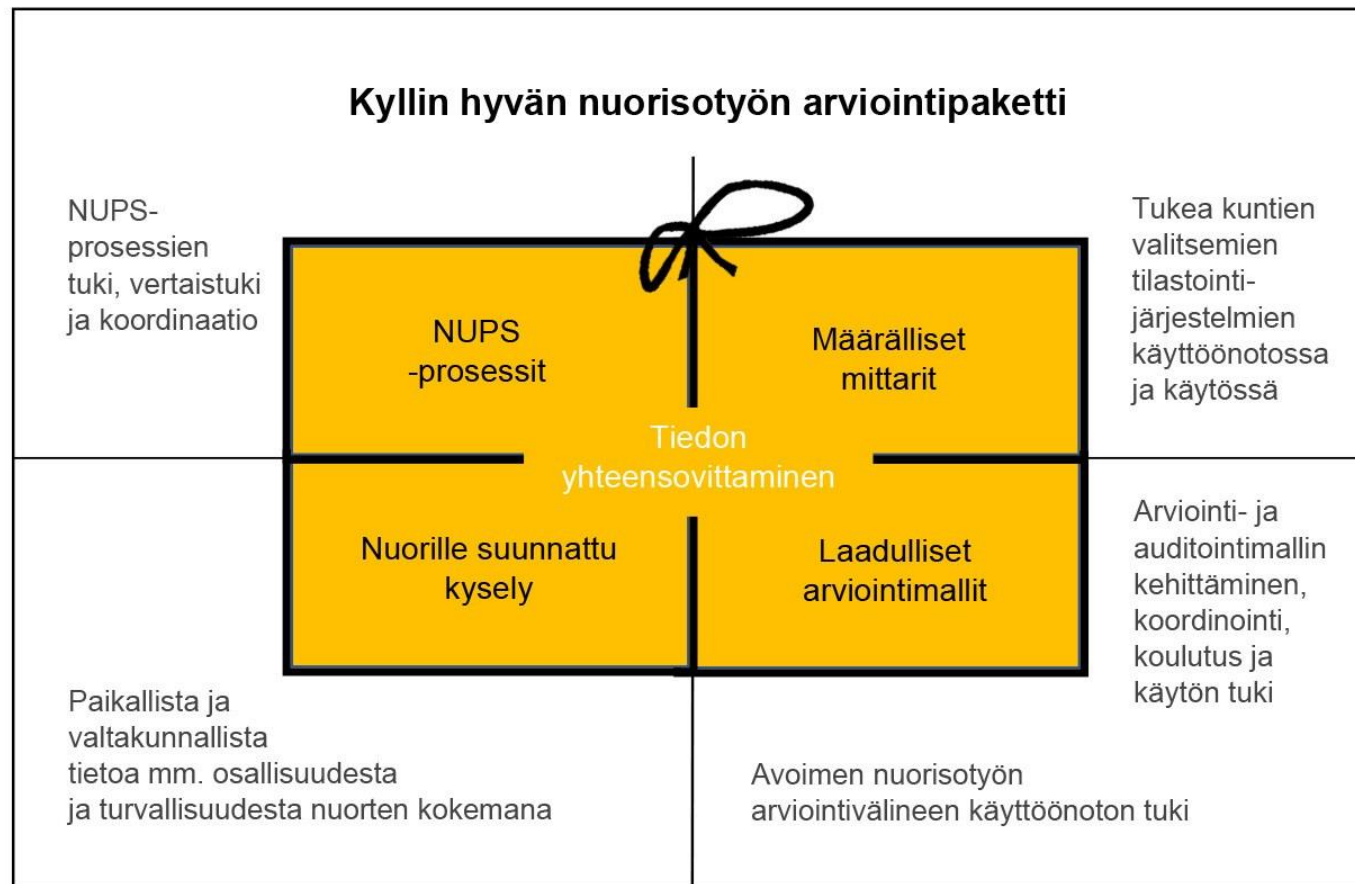 Kyllin hyvän nuorisotyön arviointipaketti
NUPS-
prosessien
tuki, vertaistuki
ja koordinaatio
NUPS
-prosessit
Määrälliset
mittarit
Tukea kuntien
valitsemien
tilastointi-
järjestelmien
käyttöönotossa
ja käytössä
Tiedon
yhteensovittaminen
Nuorille suunnattu
kysely
Laadulliset
arviointimallit
Arviointi- ja
auditointimallin
kehittäminen,
koordinointi,
koulutus ja
käytön tuki
Paikallista ja
valtakunnallista
tietoa mm. osallisuudesta
ja turvallisuudesta nuorten kokemana
Avoimen nuorisotyön
arviointivälineen käyttöönoton tuki